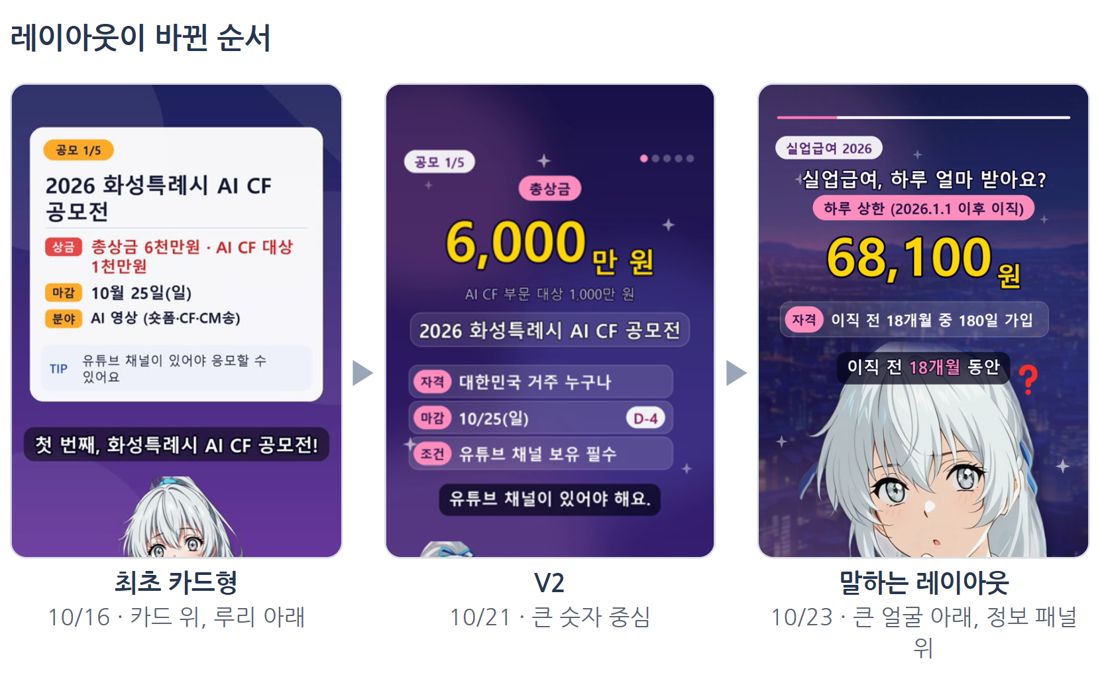 레이아웃이 바뀐 순서
공모 1/5
2026 화성특례시 AI CF
공모전
상금 총상금 6천만원 · AI CF 대상
1천만원
마감 10월 25일(일)
분야 AI 영상 (숏폼·CF·CM송)
TIP 유튜브 채널이 있어야 응모할 수
있어요
첫 번째, 화성특례시 AI CF 공모전!
최초 카드형
10/16 · 카드 위, 루리 아래
공모 1/5
총상금
6,000만 원
AI CF 부문 대상 1,000만 원
2026 화성특례시 AI CF 공모전
자격 대한민국 거주 누구나
마감 10/25(일) D-4
조건 유튜브 채널 보유 필수
유튜브 채널이 있어야 해요.
V2
10/21 · 큰 숫자 중심
실업급여 2026
실업급여, 하루 얼마 받아요?
하루 상한 (2026.1.1 이후 이직)
68,100원
자격 이직 전 18개월 중 180일 가입
이직 전 18개월 동안
?
말하는 레이아웃
10/23 · 큰 얼굴 아래, 정보 패널
위